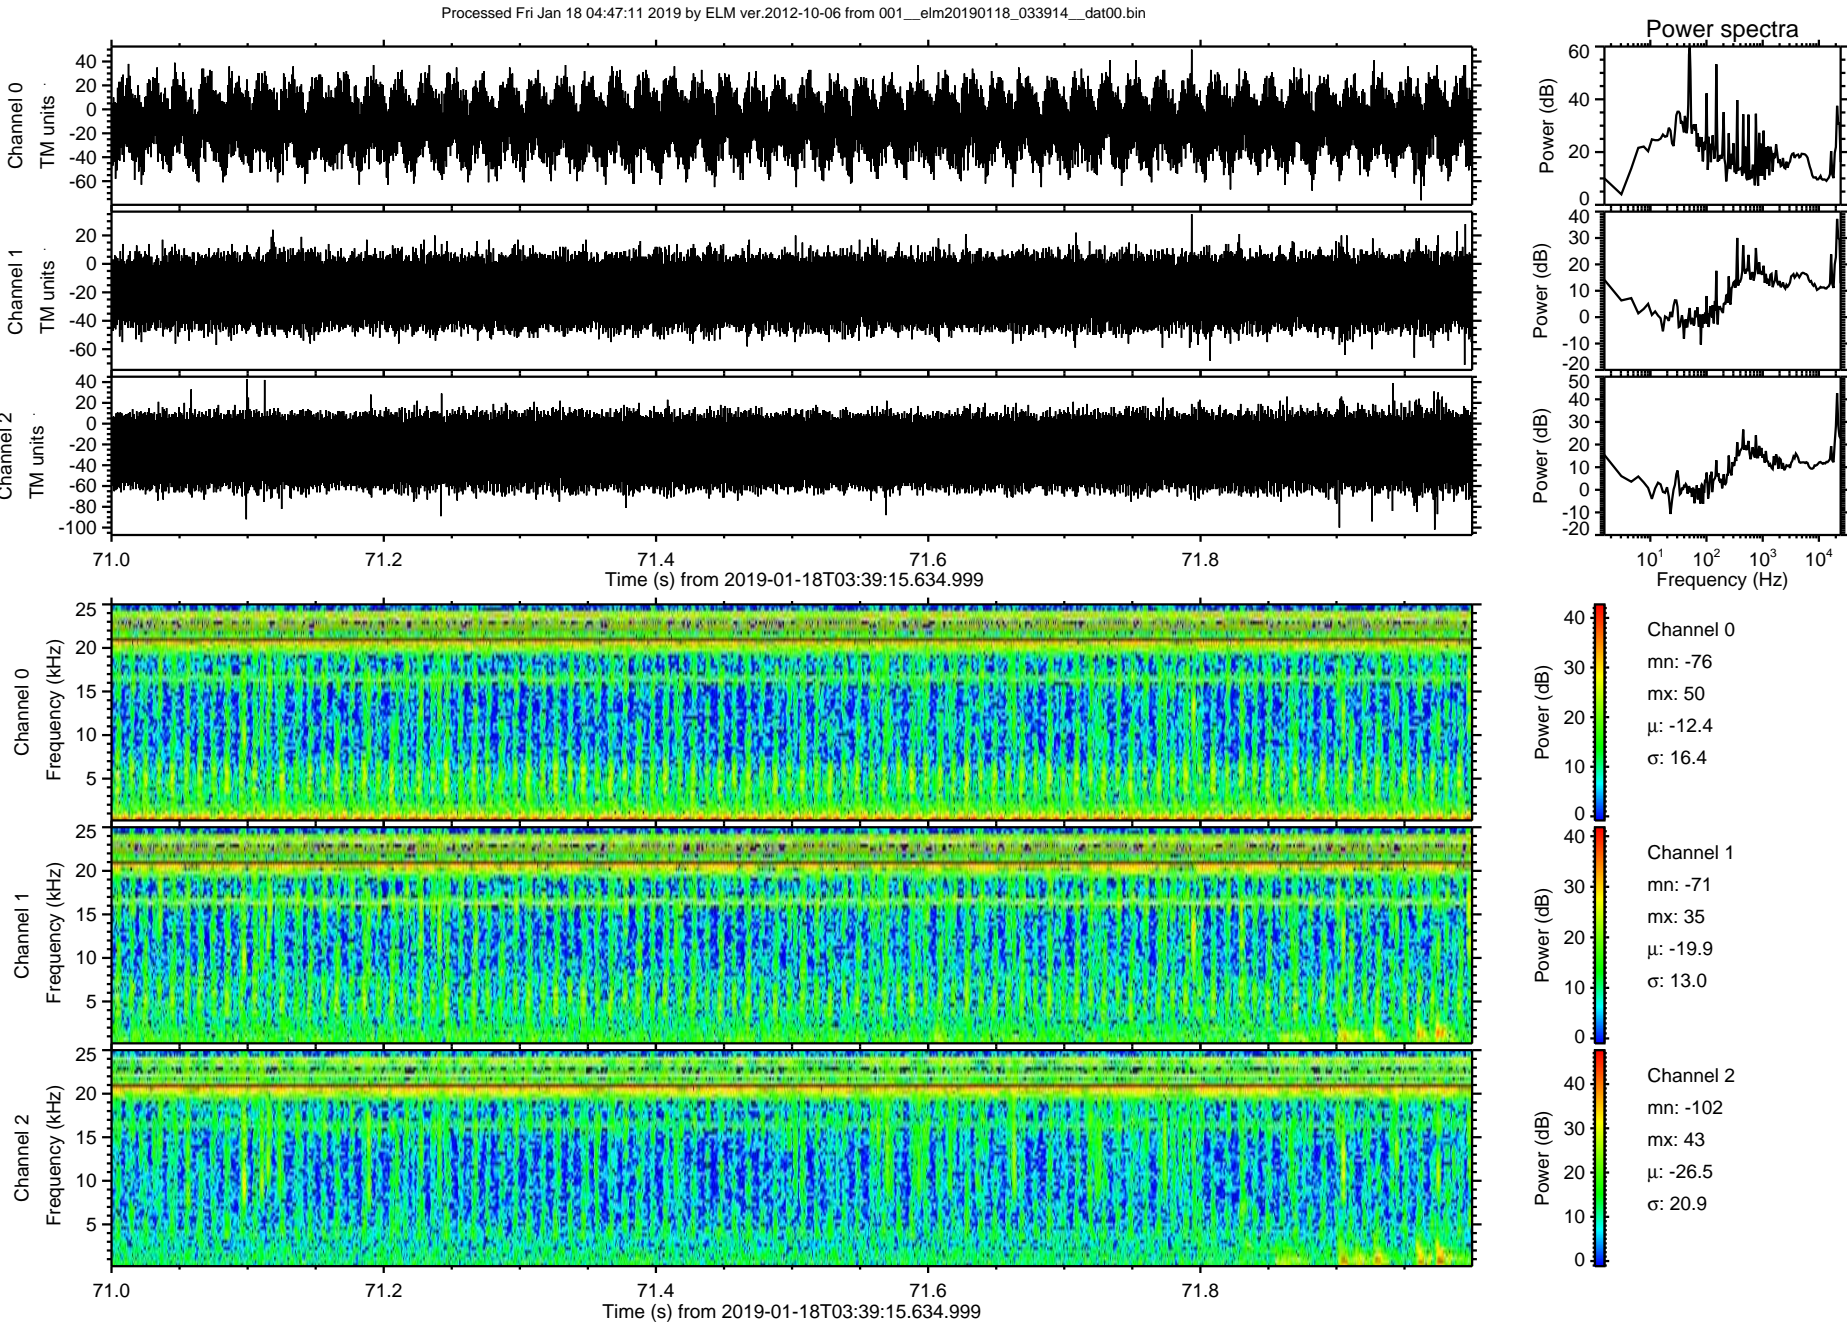 Processed Fri Jan 18 04:47:11 2019 by ELM ver.2012-10-06 from 001__elm20190118_033914__dat00.bin
Power spectra
Channel 0
TM units
40
20
0
-20
-40
-60
Power (dB)
60
40
20
0
Channel 1
TM units
20
0
-20
-40
-60
Power (dB)
40
30
20
10
0
-10
-20
Channel 2
TM units
40
20
0
-20
-40
-60
-80
-100
Power (dB)
50
40
30
20
10
0
-10
-20
71.0 71.2 71.4 71.6 71.8
Time (s) from 2019-01-18T03:39:15.634.999
10^1 10^2 10^3 10^4
Frequency (Hz)
Channel 0
Frequency (kHz)
25
20
15
10
5
Power (dB)
40
30
20
10
0
Channel 0
mn: -76
mx: 50
μ: -12.4
σ: 16.4
Channel 1
Frequency (kHz)
25
20
15
10
5
Power (dB)
40
30
20
10
0
Channel 1
mn: -71
mx: 35
μ: -19.9
σ: 13.0
Channel 2
Frequency (kHz)
25
20
15
10
5
Power (dB)
40
30
20
10
0
Channel 2
mn: -102
mx: 43
μ: -26.5
σ: 20.9
71.0 71.2 71.4 71.6 71.8
Time (s) from 2019-01-18T03:39:15.634.999